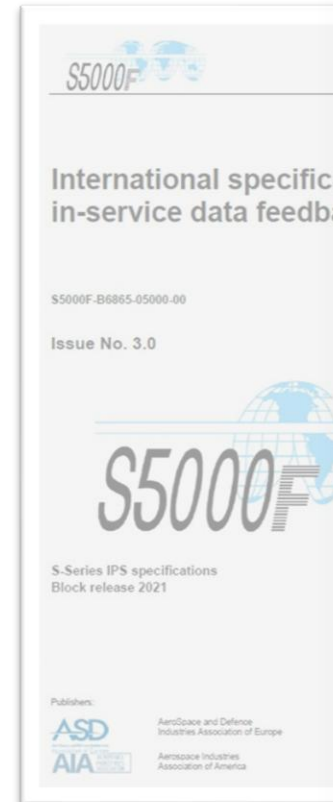 S5000F
International specific
in-service data feedba
S5000F-B6865-05000-00
Issue No. 3.0
S5000F
S-Series IPS specifications
Block release 2021
Publishers:
ASD
AeroSpace and Defence
Industries Association of Europe
AIA
Aerospace Industries
Association of America